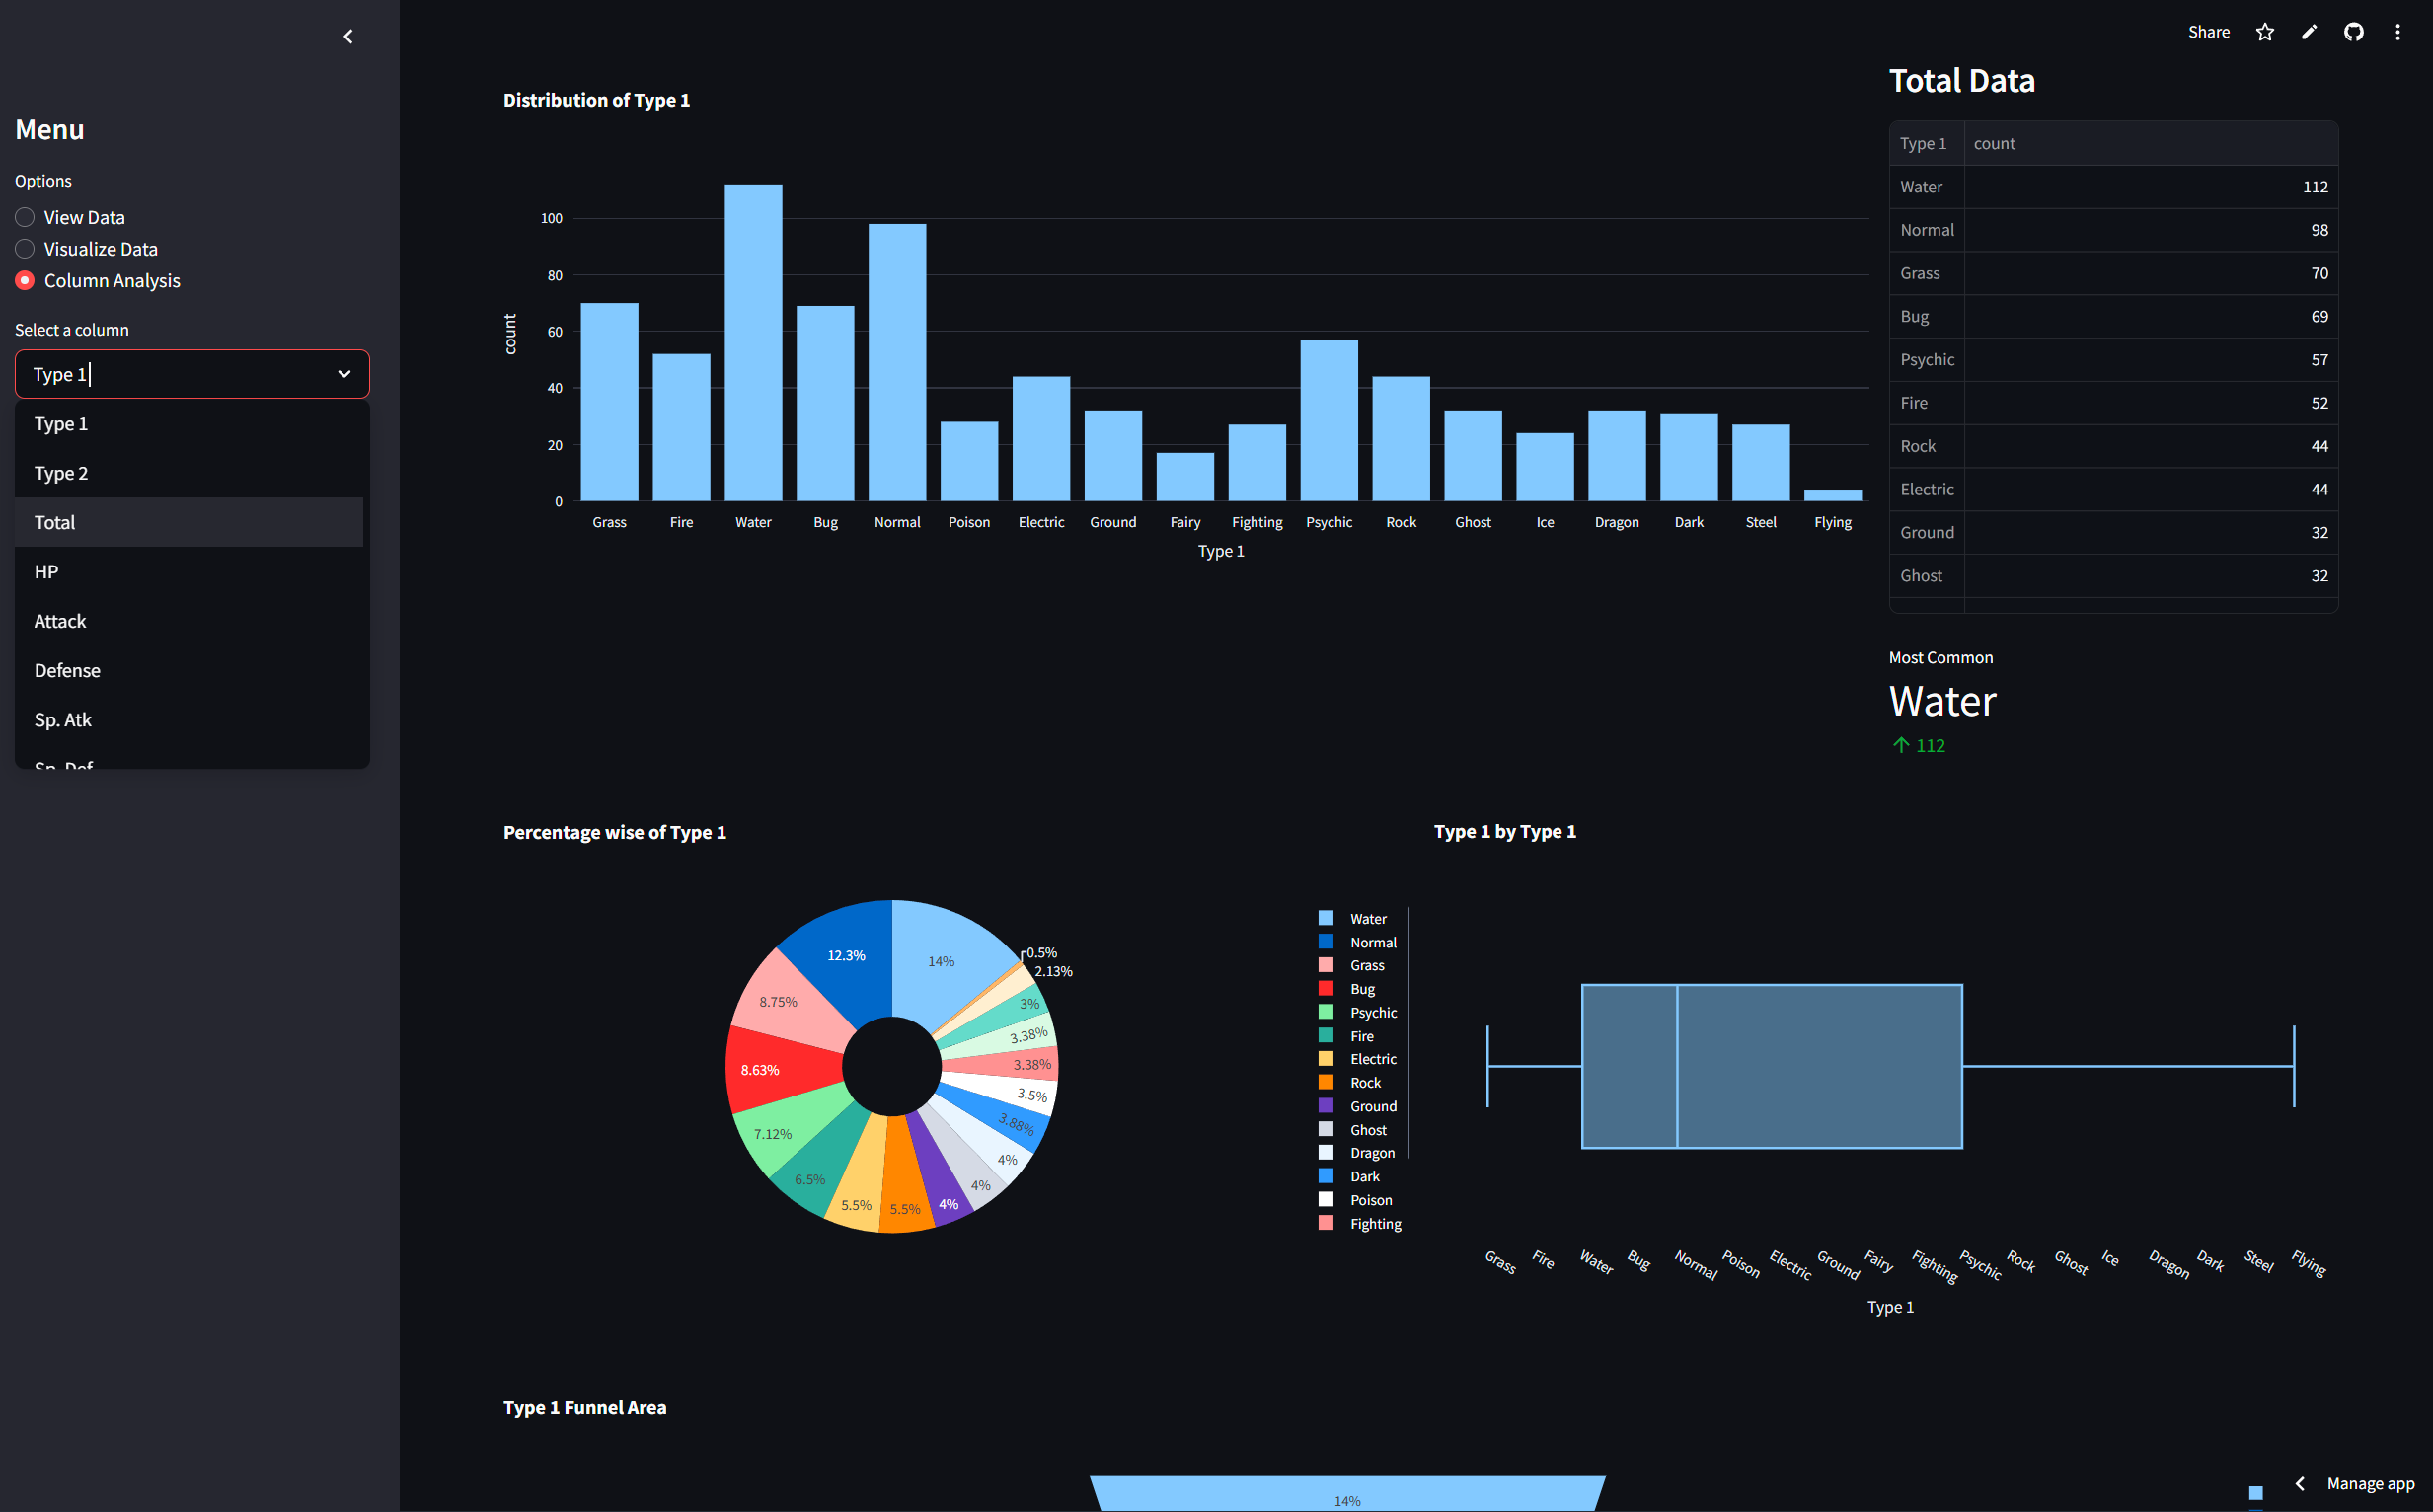 Share
Menu
Options
View Data
Visualize Data
Column Analysis
Select a column
Type 1
Type 1
Type 2
Total
HP
Attack
Defense
Sp. Atk
Sp. Def
Distribution of Type 1
count
100
80
60
40
20
0
Grass Fire Water Bug Normal Poison Electric Ground Fairy Fighting Psychic Rock Ghost Ice Dragon Dark Steel Flying
Type 1
Total Data
Type 1 count
Water 112
Normal 98
Grass 70
Bug 69
Psychic 57
Fire 52
Rock 44
Electric 44
Ground 32
Ghost 32
Most Common
Water
112
Percentage wise of Type 1
14%
0.5%
2.13%
3%
3.38%
3.38%
3.5%
3.88%
4%
4%
4%
5.5%
5.5%
6.5%
7.12%
8.63%
8.75%
12.3%
Water
Normal
Grass
Bug
Psychic
Fire
Electric
Rock
Ground
Ghost
Dragon
Dark
Poison
Fighting
Type 1 by Type 1
Grass Fire Water Bug Normal Poison Electric Ground Fairy Fighting Psychic Rock Ghost Ice Dragon Dark Steel Flying
Type 1
Type 1 Funnel Area
14%
Manage app